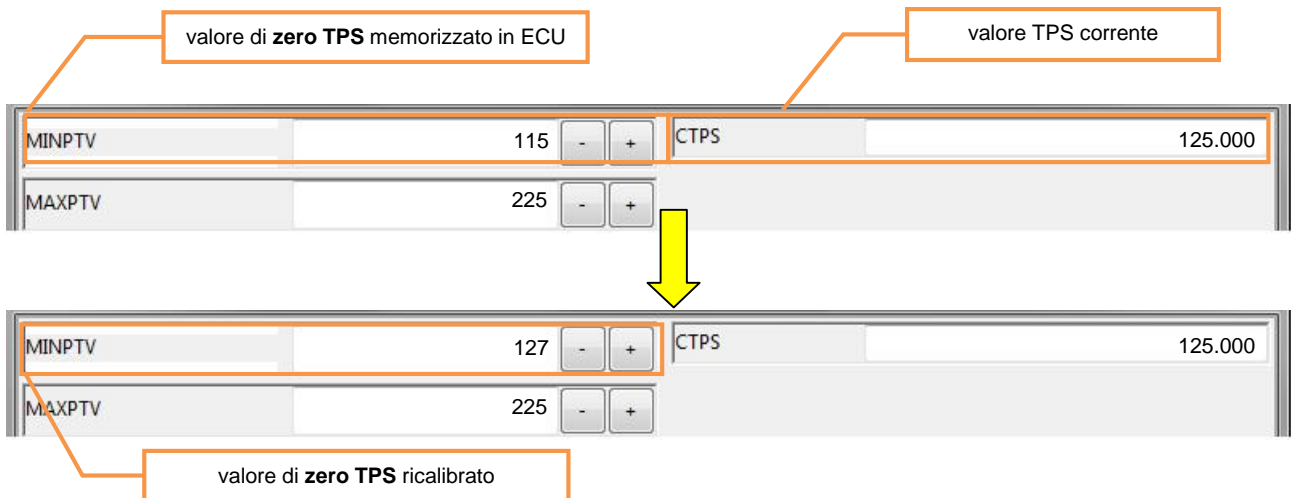 valore di zero TPS memorizzato in ECU
valore TPS corrente
MINPTV 115 - + CTPS 125.000
MAXPTV 225 - +
MINPTV 127 - + CTPS 125.000
MAXPTV 225 - +
valore di zero TPS ricalibrato